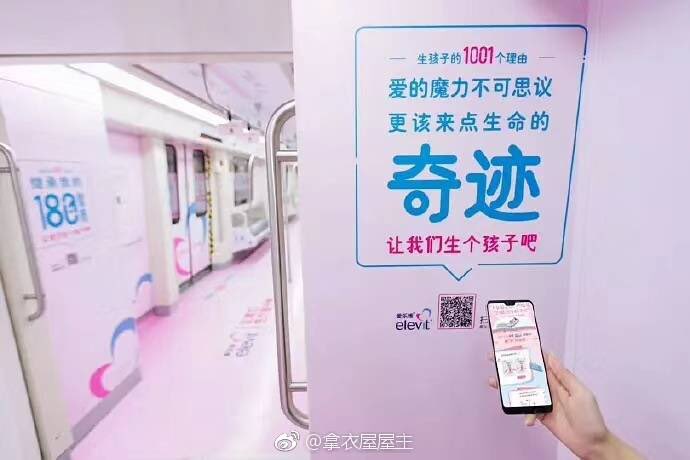 生孩子的1001个理由
爱的魔力不可思议
更该来点生命的
奇迹
让我们生个孩子吧
爱乐维
elevit
扫
180
@拿衣屋屋主